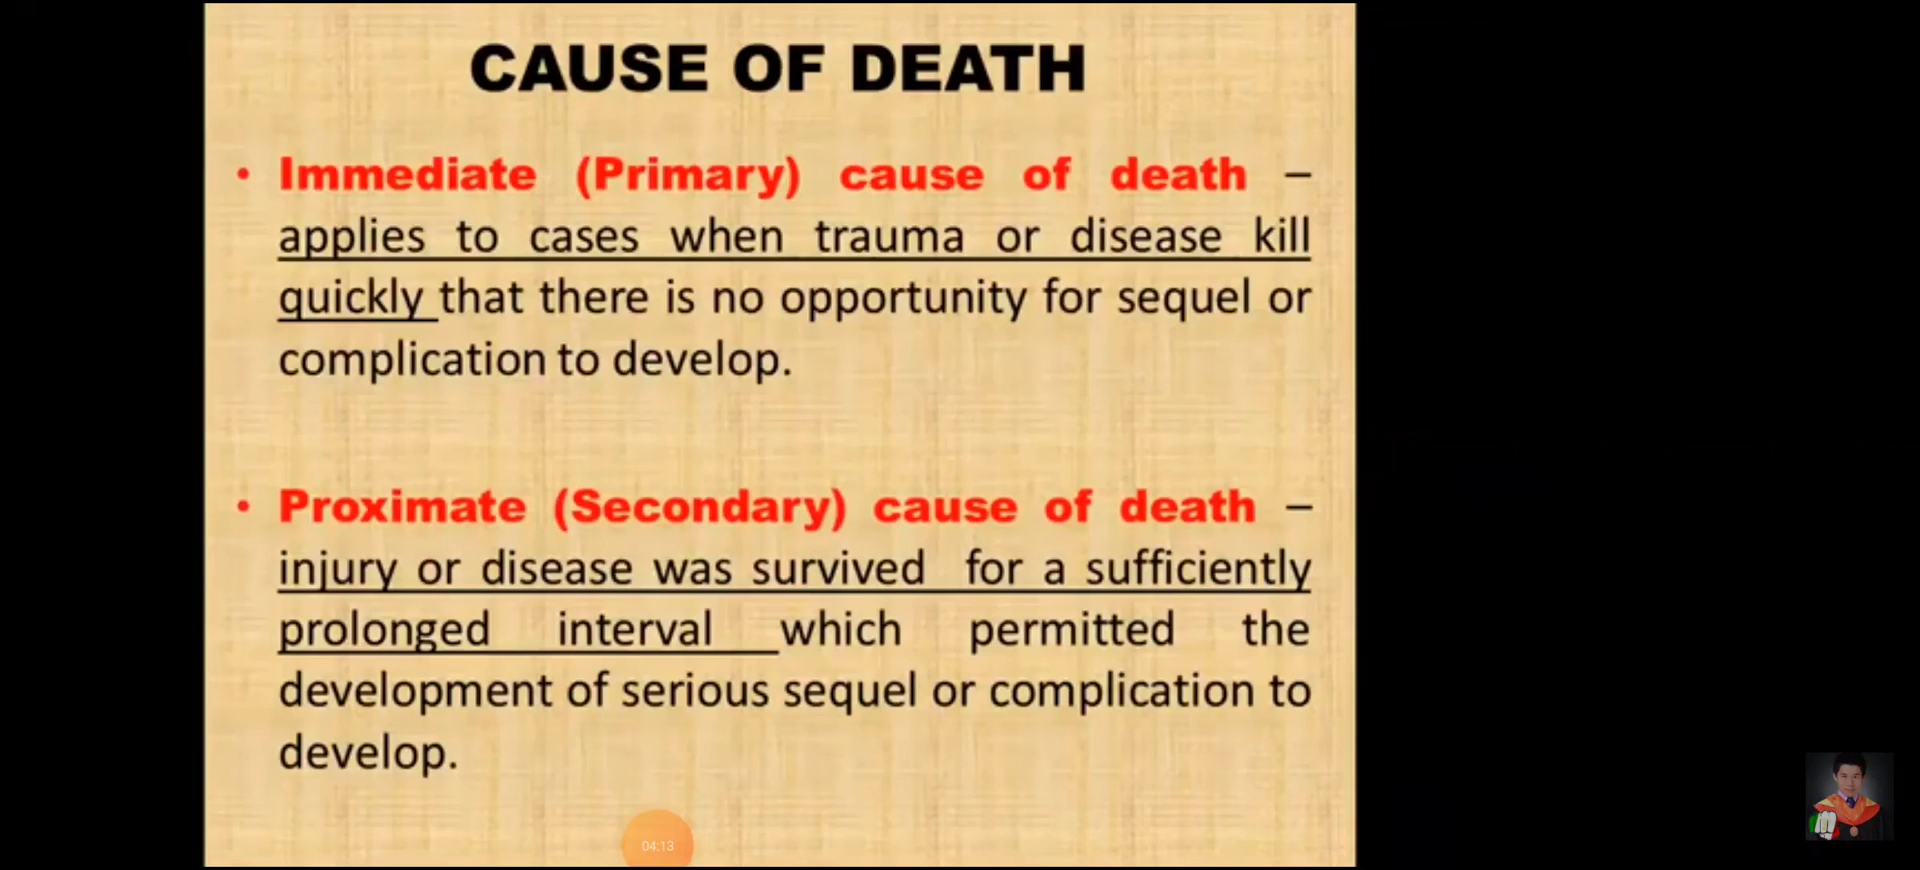 CAUSE OF DEATH
• Immediate (Primary) cause of death –
applies to cases when trauma or disease kill
quickly that there is no opportunity for sequel or
complication to develop.
• Proximate (Secondary) cause of death –
injury or disease was survived for a sufficiently
prolonged interval which permitted the
development of serious sequel or complication to
develop.
04:13